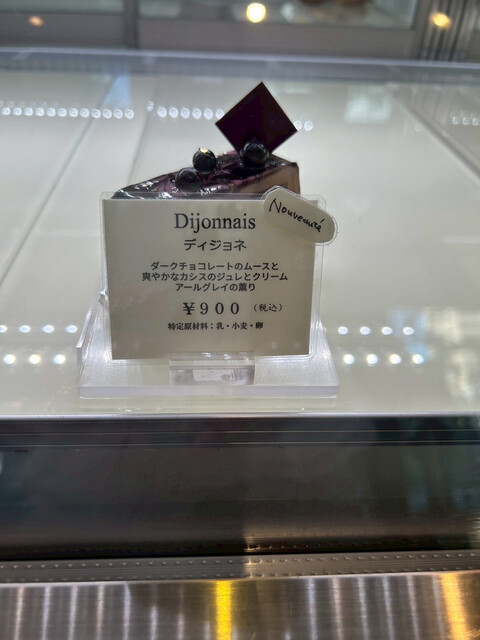 Dijonnais
Nouveauté
ディジョネ
ダークチョコレートのムースと
爽やかなカシスのジュレとクリーム
アールグレイの薫り
￥900 (税込)
特定原材料：乳・小麦・卵